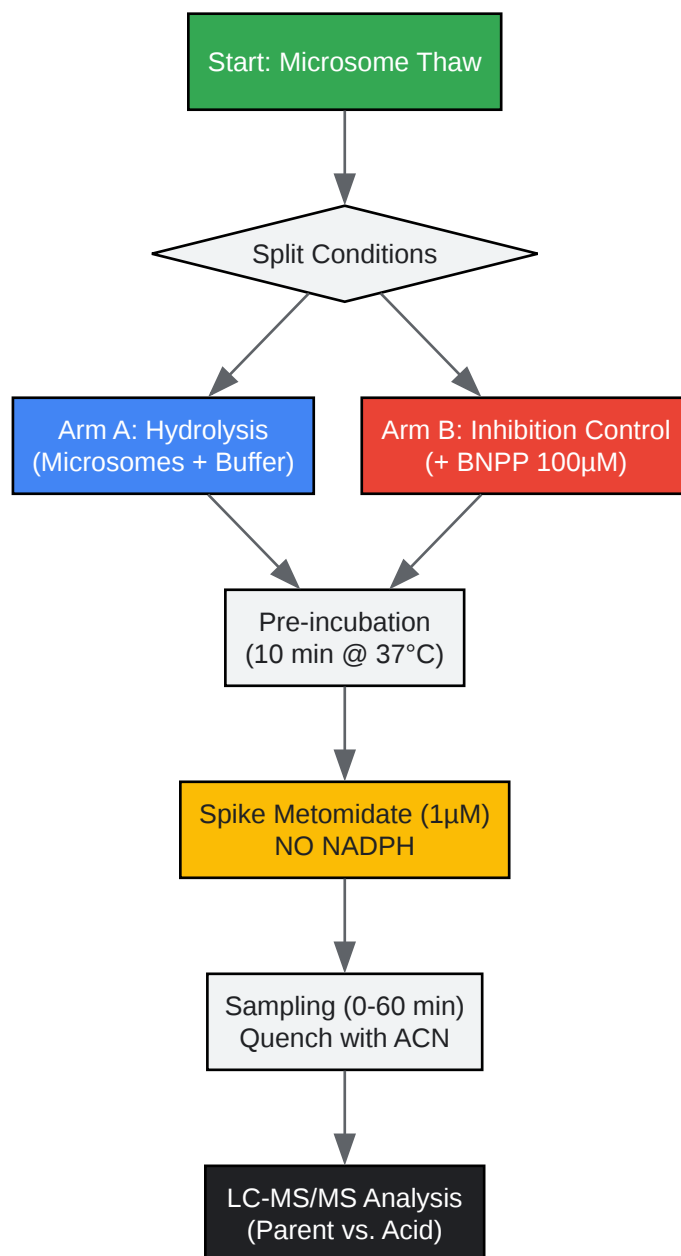 Start: Microsome Thaw
Split Conditions
Arm A: Hydrolysis
(Microsomes + Buffer)
Arm B: Inhibition Control
(+ BNPP 100µM)
Pre-incubation
(10 min @ 37°C)
Spike Metomidate (1µM)
NO NADPH
Sampling (0-60 min)
Quench with ACN
LC-MS/MS Analysis
(Parent vs. Acid)